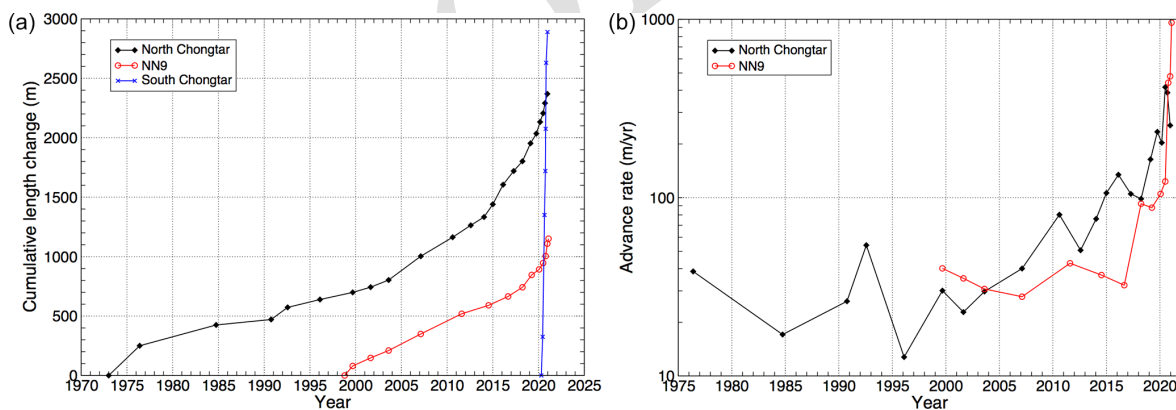 (a)
3000
2500
2000
1500
1000
500
0
Cumulative length change (m)
North Chongtar
NN9
South Chongtar
1970 1975 1980 1985 1990 1995 2000 2005 2010 2015 2020 2025
Year
(b)
1000
100
10
Advance rate (m/yr)
North Chongtar
NN9
1975 1980 1985 1990 1995 2000 2005 2010 2015 2020
Year